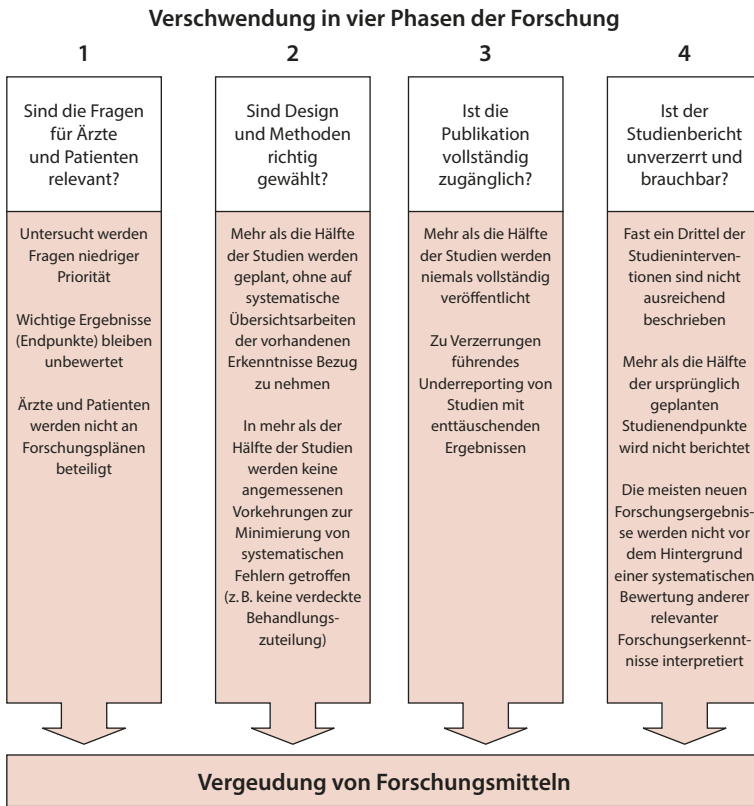 Verschwendung in vier Phasen der Forschung
1
Sind die Fragen
für Ärzte
und Patienten
relevant?
Untersucht werden
Fragen niedriger
Priorität
Wichtige Ergebnisse
(Endpunkte) bleiben
unbewertet
Ärzte und Patienten
werden nicht an
Forschungsplänen
beteiligt
2
Sind Design
und Methoden
richtig
gewählt?
Mehr als die Hälfte
der Studien werden
geplant, ohne auf
systematische
Übersichtsarbeiten
der vorhandenen
Erkenntnisse Bezug
zu nehmen
In mehr als der
Hälfte der Studien
werden keine
angemessenen
Vorkehrungen zur
Minimierung von
systematischen
Fehlern getroffen
(z. B. keine verdeckte
Behandlungs-
zuteilung)
3
Ist die
Publikation
vollständig
zugänglich?
Mehr als die Hälfte
der Studien werden
niemals vollständig
veröffentlicht
Zu Verzerrungen
führendes
Underreporting von
Studien mit
enttäuschenden
Ergebnissen
4
Ist der
Studienbericht
unverzerrt und
brauchbar?
Fast ein Drittel der
Studieninterven-
tionen sind nicht
ausreichend
beschrieben
Mehr als die Hälfte
der ursprünglich
geplanten
Studienendpunkte
wird nicht berichtet
Die meisten neuen
Forschungsergebnis-
se werden nicht vor
dem Hintergrund
einer systematischen
Bewertung anderer
relevanter
Forschungserkennt-
nisse interpretiert
Vergeudung von Forschungsmitteln